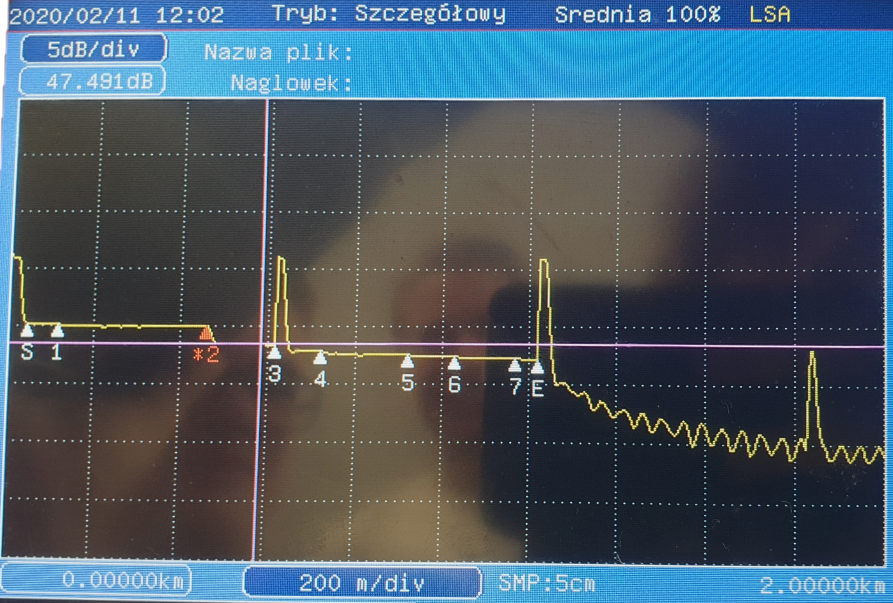 2020/02/11 12:02 Tryb: Szczegółowy Srednia 100% LSA
5dB/div Nazwa plik:
47.491dB Naglowek:
S 1 *2 3 4 5 6 7 E
0.00000km 200 m/div SMP:5cm 2.00000km